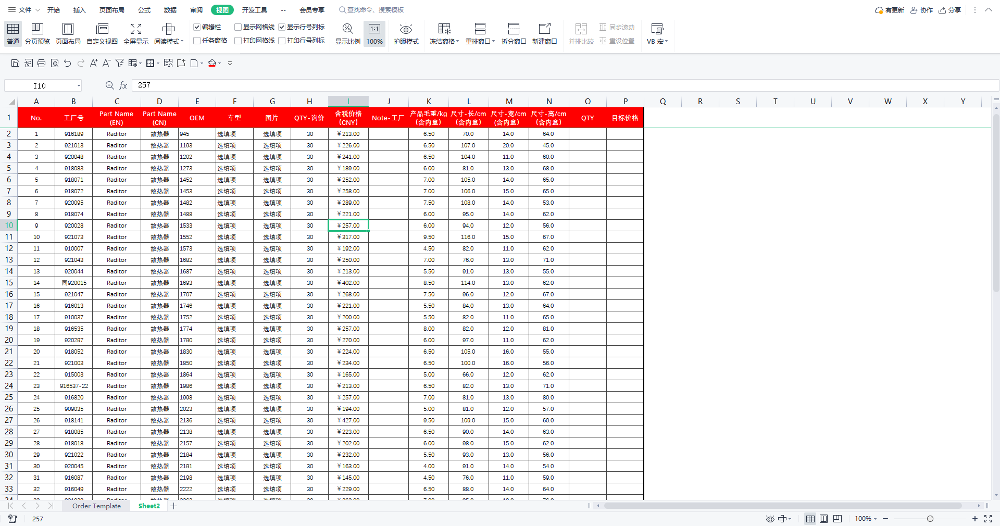 文件 开始 插入 页面布局 公式 数据 审阅 视图 开发工具 -- 会员专享 查找命令、搜索模板 有更新 协作 分享
编辑栏 显示网格线 显示行号列标 同步滚动
普通 分页预览 页面布局 自定义视图 全屏显示 阅读模式 任务窗格 打印网格线 打印行号列标 显示比例 1:1 100% 护眼模式 冻结窗格 重排窗口 拆分窗口 新建窗口 并排比较 重设位置 VB 宏
I10 fx 257
A B C D E F G H I J K L M N O P Q R S T U V W X Y
1 No. 工厂号 Part Name (EN) Part Name (CN) OEM 车型 图片 QTY-询价 含税价格 (CNY) Note-工厂 产品毛重/kg (含内盒) 尺寸-长/cm (含内盒) 尺寸-宽/cm (含内盒) 尺寸-高/cm (含内盒) QTY 目标价格
2 1 916189 Raditor 散热器 945 选填项 选填项 30 ￥213.00 6.50 70.0 14.0 64.0
3 2 921013 Raditor 散热器 1193 选填项 选填项 30 ￥226.00 6.50 107.0 20.0 45.0
4 3 920048 Raditor 散热器 1202 选填项 选填项 30 ￥241.00 6.50 104.0 11.0 60.0
5 4 918083 Raditor 散热器 1273 选填项 选填项 30 ￥189.00 6.00 81.0 13.0 68.0
6 5 918071 Raditor 散热器 1452 选填项 选填项 30 ￥252.00 7.00 105.0 14.0 65.0
7 6 918072 Raditor 散热器 1453 选填项 选填项 30 ￥258.00 7.00 106.0 15.0 65.0
8 7 920095 Raditor 散热器 1482 选填项 选填项 30 ￥289.00 7.50 108.0 14.0 53.0
9 8 918074 Raditor 散热器 1488 选填项 选填项 30 ￥221.00 6.00 95.0 14.0 62.0
10 9 920028 Raditor 散热器 1533 选填项 选填项 30 ￥257.00 6.00 94.0 12.0 56.0
11 10 921073 Raditor 散热器 1552 选填项 选填项 30 ￥317.00 9.50 116.0 15.0 67.0
12 11 910007 Raditor 散热器 1573 选填项 选填项 30 ￥192.00 4.50 82.0 11.0 62.0
13 12 921043 Raditor 散热器 1682 选填项 选填项 30 ￥250.00 7.00 76.0 13.0 71.0
14 13 920044 Raditor 散热器 1687 选填项 选填项 30 ￥213.00 5.50 91.0 13.0 55.0
15 14 同920015 Raditor 散热器 1693 选填项 选填项 30 ￥402.00 8.50 114.0 13.0 62.0
16 15 921047 Raditor 散热器 1707 选填项 选填项 30 ￥268.00 7.50 96.0 12.0 67.0
17 16 916013 Raditor 散热器 1746 选填项 选填项 30 ￥221.00 5.50 84.0 13.0 64.0
18 17 910037 Raditor 散热器 1752 选填项 选填项 30 ￥200.00 5.50 82.0 11.0 65.0
19 18 916535 Raditor 散热器 1774 选填项 选填项 30 ￥257.00 8.00 82.0 12.0 81.0
20 19 920297 Raditor 散热器 1790 选填项 选填项 30 ￥270.00 6.00 97.0 11.0 62.0
21 20 918052 Raditor 散热器 1830 选填项 选填项 30 ￥224.00 6.50 105.0 16.0 55.0
22 21 921003 Raditor 散热器 1850 选填项 选填项 30 ￥234.00 6.50 100.0 16.0 56.0
23 22 915003 Raditor 散热器 1864 选填项 选填项 30 ￥165.00 5.00 66.0 12.0 62.0
24 23 916537-22 Raditor 散热器 1986 选填项 选填项 30 ￥213.00 6.50 82.0 13.0 71.0
25 24 916820 Raditor 散热器 1998 选填项 选填项 30 ￥257.00 7.00 81.0 13.0 80.0
26 25 909035 Raditor 散热器 2023 选填项 选填项 30 ￥194.00 5.00 81.0 12.0 57.0
27 26 918141 Raditor 散热器 2136 选填项 选填项 30 ￥427.00 9.50 109.0 15.0 60.0
28 27 918085 Raditor 散热器 2138 选填项 选填项 30 ￥223.00 6.50 90.0 14.0 63.0
29 28 918018 Raditor 散热器 2157 选填项 选填项 30 ￥202.00 6.00 98.0 15.0 62.0
30 29 921022 Raditor 散热器 2184 选填项 选填项 30 ￥232.00 5.50 93.0 13.0 56.0
31 30 920045 Raditor 散热器 2191 选填项 选填项 30 ￥163.00 4.00 91.0 14.0 54.0
32 31 916087 Raditor 散热器 2198 选填项 选填项 30 ￥145.00 4.50 76.0 11.0 59.0
33 32 916049 Raditor 散热器 2222 选填项 选填项 30 ￥229.00 6.50 88.0 14.0 64.0
Order Template Sheet2
257 100%